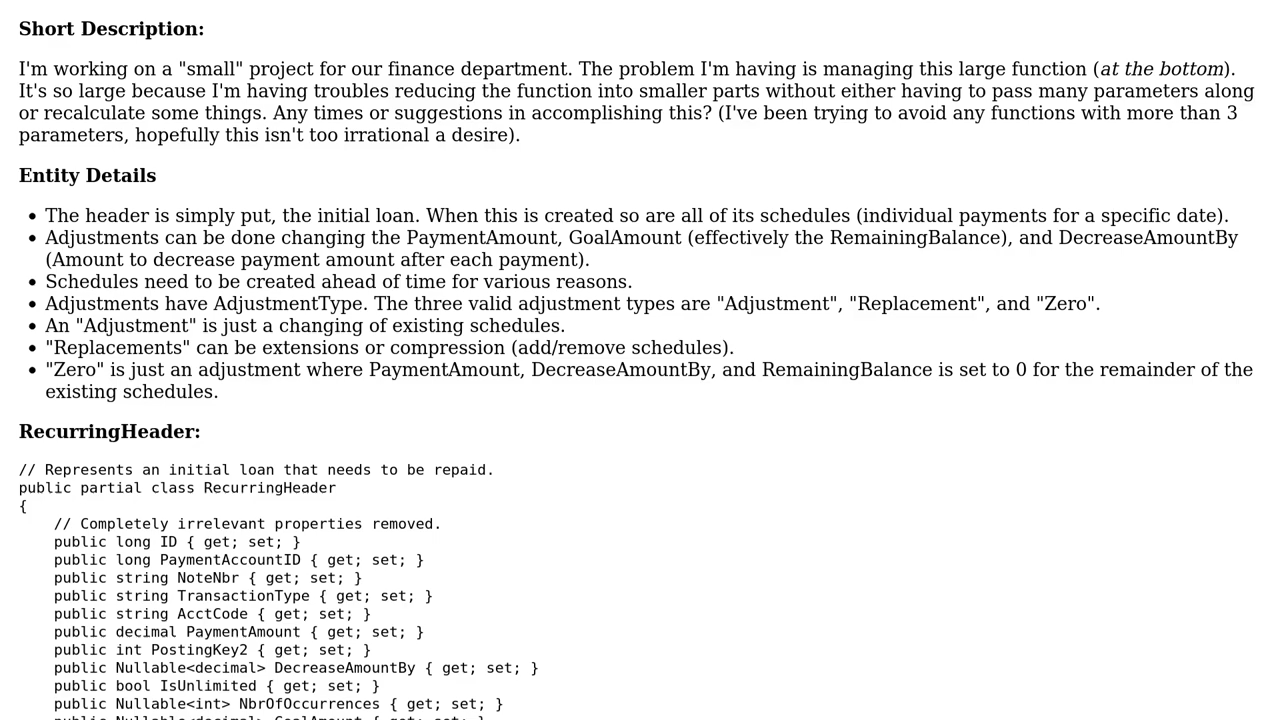 Short Description:
I'm working on a "small" project for our finance department. The problem I'm having is managing this large function (at the bottom).
It's so large because I'm having troubles reducing the function into smaller parts without either having to pass many parameters along
or recalculate some things. Any times or suggestions in accomplishing this? (I've been trying to avoid any functions with more than 3
parameters, hopefully this isn't too irrational a desire).
Entity Details
• The header is simply put, the initial loan. When this is created so are all of its schedules (individual payments for a specific date).
• Adjustments can be done changing the PaymentAmount, GoalAmount (effectively the RemainingBalance), and DecreaseAmountBy
(Amount to decrease payment amount after each payment).
• Schedules need to be created ahead of time for various reasons.
• Adjustments have AdjustmentType. The three valid adjustment types are "Adjustment", "Replacement", and "Zero".
• An "Adjustment" is just a changing of existing schedules.
• "Replacements" can be extensions or compression (add/remove schedules).
• "Zero" is just an adjustment where PaymentAmount, DecreaseAmountBy, and RemainingBalance is set to 0 for the remainder of the
existing schedules.
RecurringHeader:
// Represents an initial loan that needs to be repaid.
public partial class RecurringHeader
{
    // Completely irrelevant properties removed.
    public long ID { get; set; }
    public long PaymentAccountID { get; set; }
    public string NoteNbr { get; set; }
    public string TransactionType { get; set; }
    public string AcctCode { get; set; }
    public decimal PaymentAmount { get; set; }
    public int PostingKey2 { get; set; }
    public Nullable<decimal> DecreaseAmountBy { get; set; }
    public bool IsUnlimited { get; set; }
    public Nullable<int> NbrOfOccurrences { get; set; }
    public Nullable<decimal> GoalAmount { get; set; }